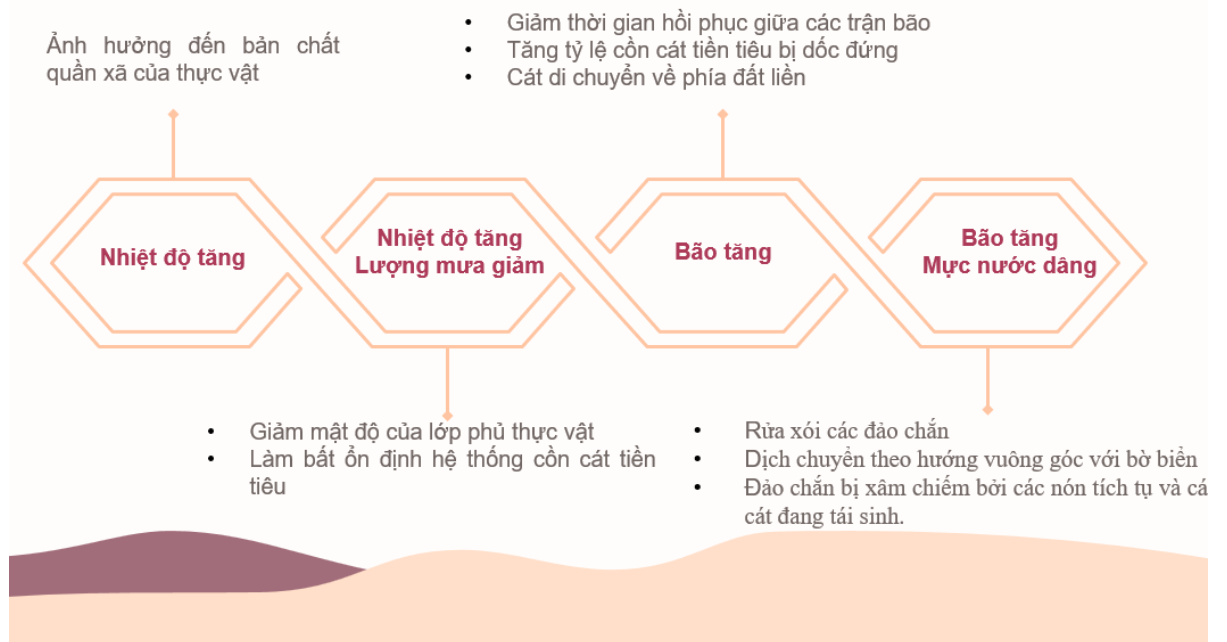 Ảnh hưởng đến bản chất
quần xã của thực vật
• Giảm thời gian hồi phục giữa các trận bão
• Tăng tỷ lệ cồn cát tiền tiêu bị dốc đứng
• Cát di chuyển về phía đất liền
Nhiệt độ tăng
Nhiệt độ tăng
Lượng mưa giảm
Bão tăng
Bão tăng
Mực nước dâng
• Giảm mật độ của lớp phủ thực vật
• Làm bất ổn định hệ thống cồn cát tiền
tiêu
• Rửa xói các đảo chắn
• Dịch chuyển theo hướng vuông góc với bờ biển
• Đảo chắn bị xâm chiếm bởi các nón tích tụ và
cát đang tái sinh.